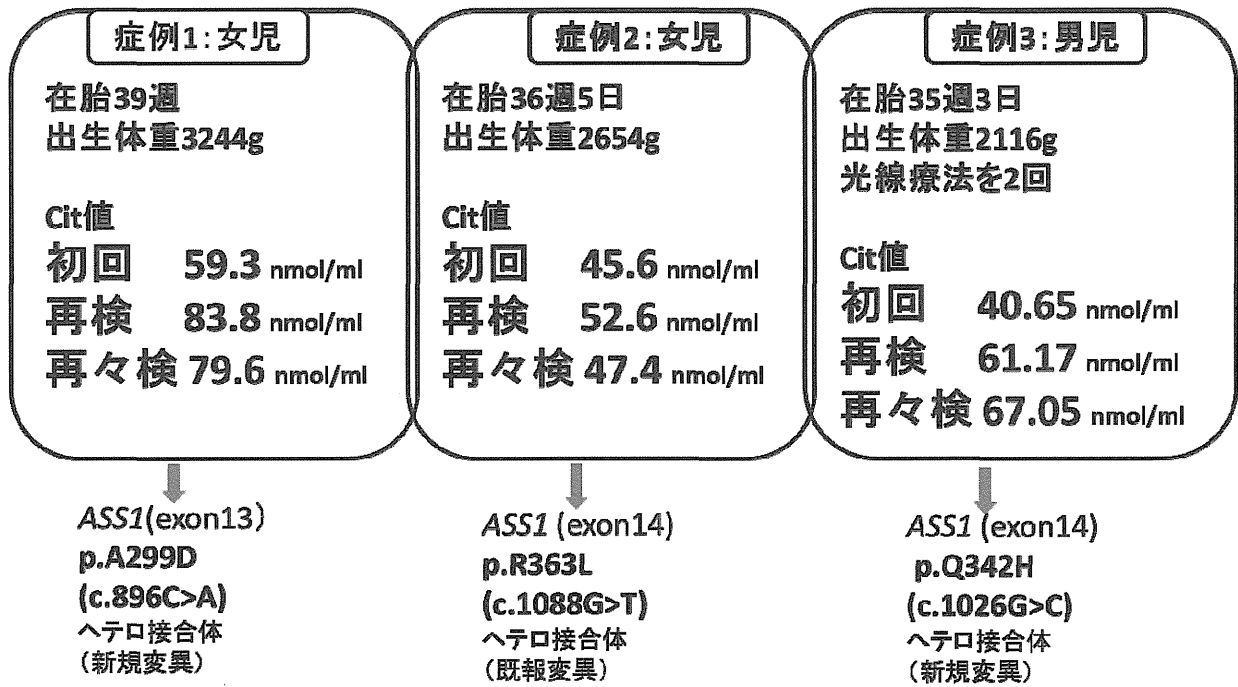 症例1:女児
在胎39週
出生体重3244g
Cit値
初回 59.3 nmol/ml
再検 83.8 nmol/ml
再々検 79.6 nmol/ml
ASS1(exon13)
p.A299D
(c.896C>A)
ヘテロ接合体
(新規変異)
症例2:女児
在胎36週5日
出生体重2654g
Cit値
初回 45.6 nmol/ml
再検 52.6 nmol/ml
再々検 47.4 nmol/ml
ASS1 (exon14)
p.R363L
(c.1088G>T)
ヘテロ接合体
(既報変異)
症例3:男児
在胎35週3日
出生体重2116g
光線療法を2回
Cit値
初回 40.65 nmol/ml
再検 61.17 nmol/ml
再々検 67.05 nmol/ml
ASS1 (exon14)
p.Q342H
(c.1026G>C)
ヘテロ接合体
(新規変異)